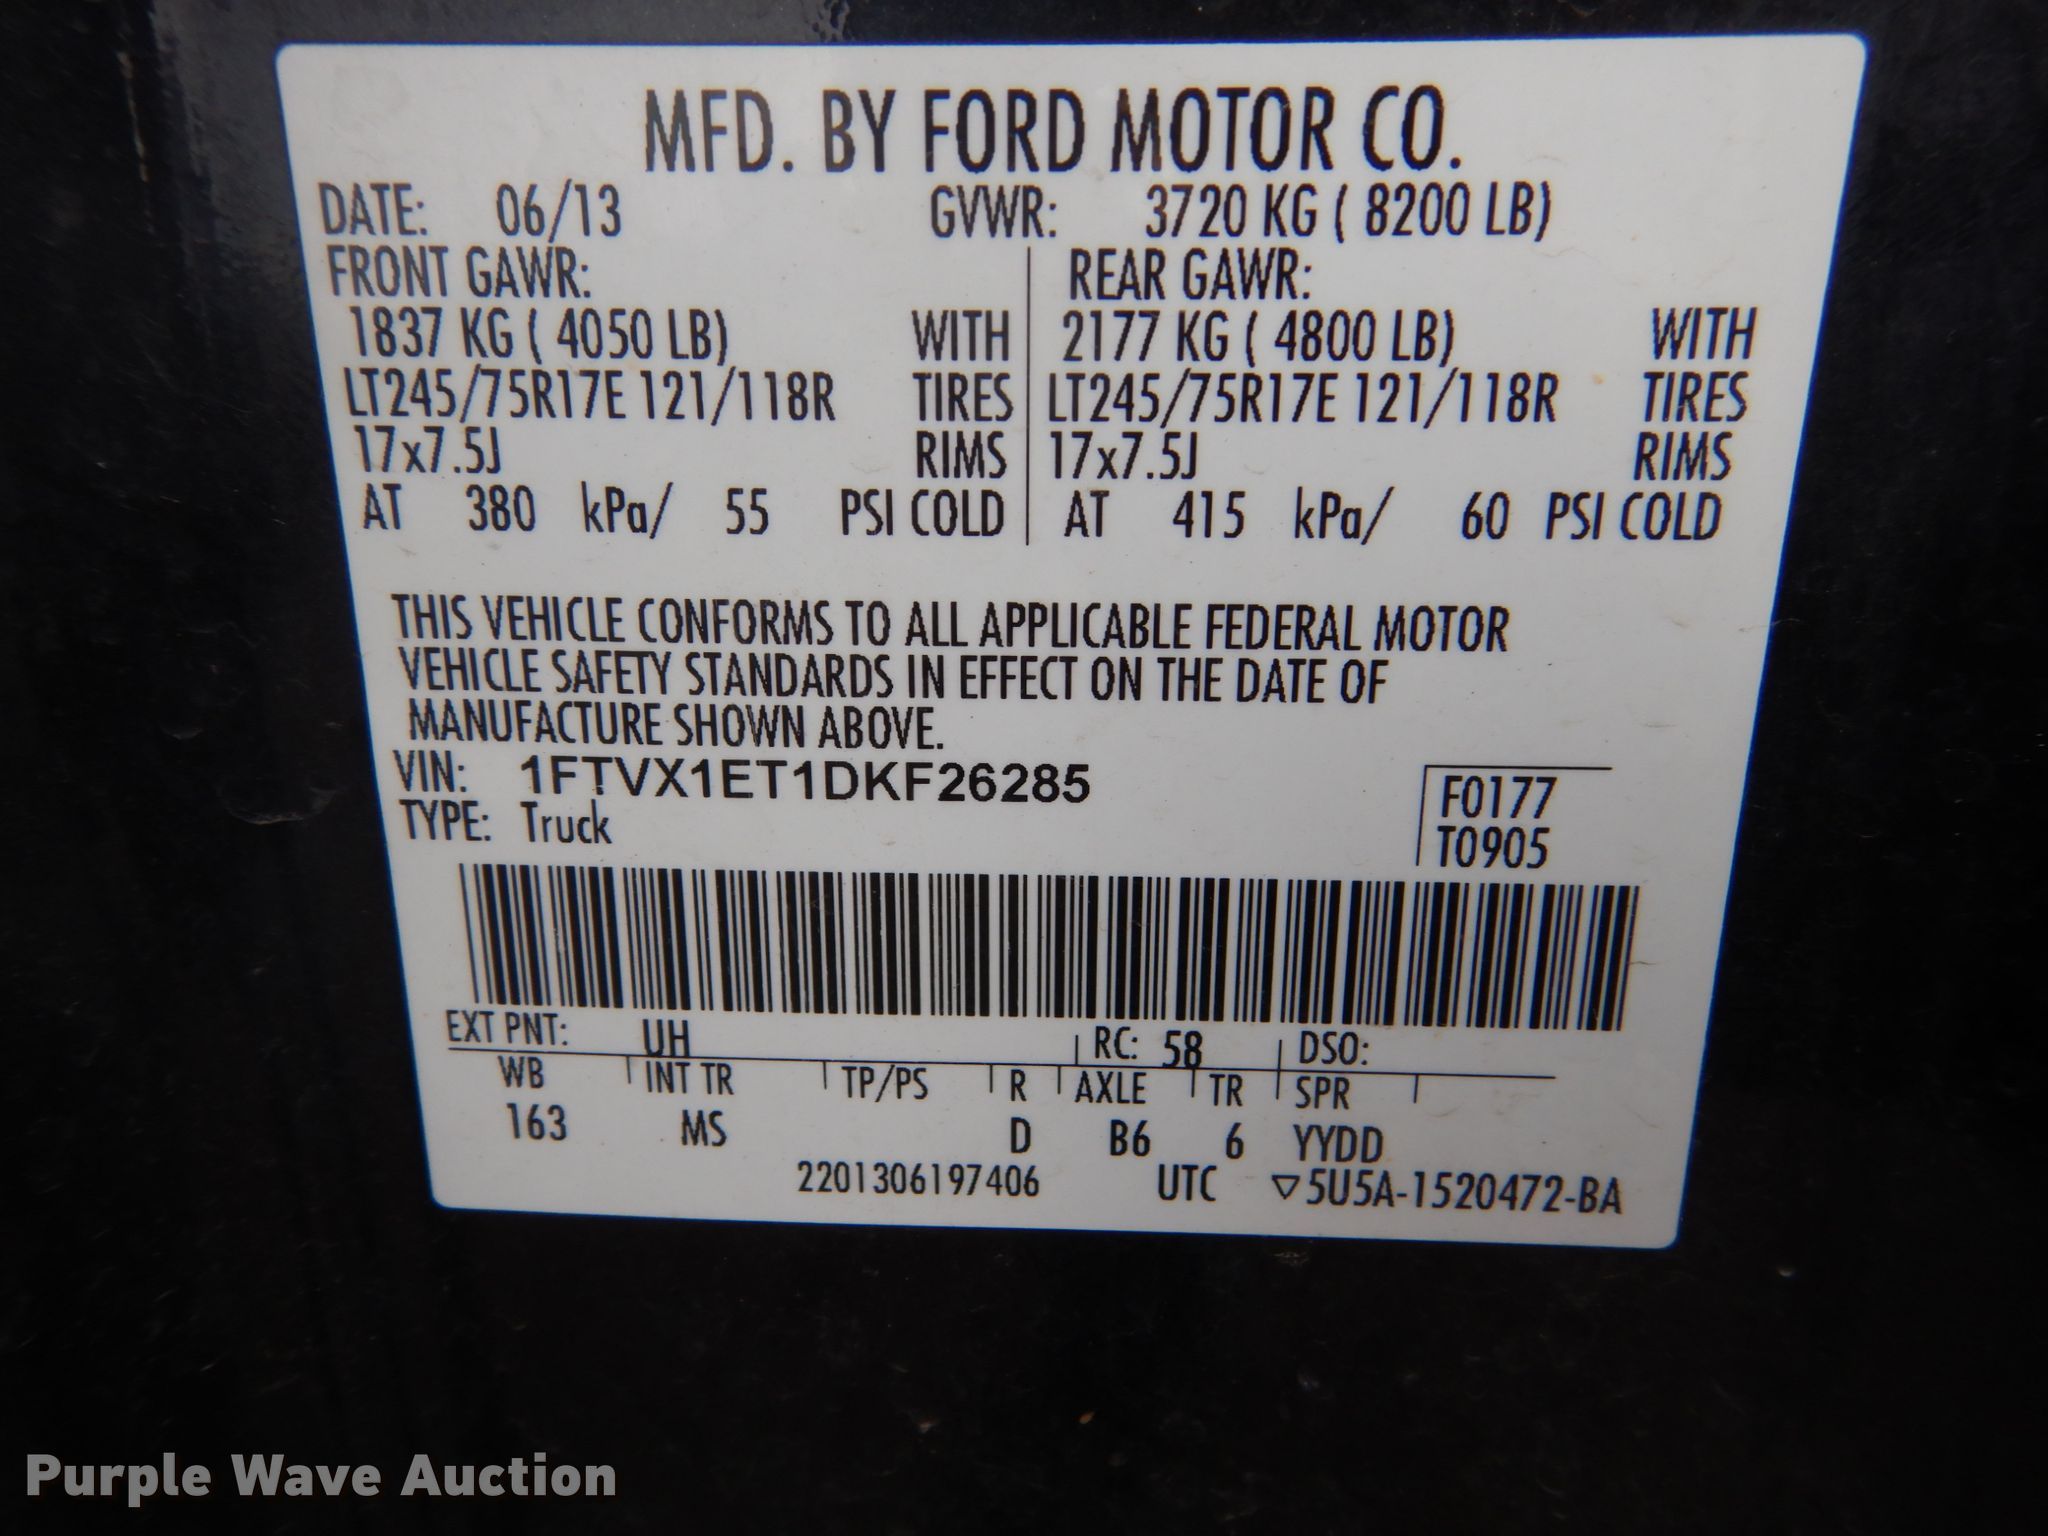 MFD. BY FORD MOTOR CO.
DATE: 06/13 GVWR: 3720 KG ( 8200 LB)
FRONT GAWR: REAR GAWR:
1837 KG ( 4050 LB) WITH 2177 KG ( 4800 LB) WITH
LT245/75R17E 121/118R TIRES LT245/75R17E 121/118R TIRES
17x7.5J RIMS 17x7.5J RIMS
AT 380 kPa/ 55 PSI COLD AT 415 kPa/ 60 PSI COLD
THIS VEHICLE CONFORMS TO ALL APPLICABLE FEDERAL MOTOR
VEHICLE SAFETY STANDARDS IN EFFECT ON THE DATE OF
MANUFACTURE SHOWN ABOVE.
VIN: 1FTVX1ET1DKF26285 F0177
TYPE: Truck T0905
EXT PNT: UH RC: 58 DSO:
WB INT TR TP/PS R AXLE TR SPR
163 MS D B6 6 YYDD
2201306197406 UTC ▽5U5A-1520472-BA
Purple Wave Auction